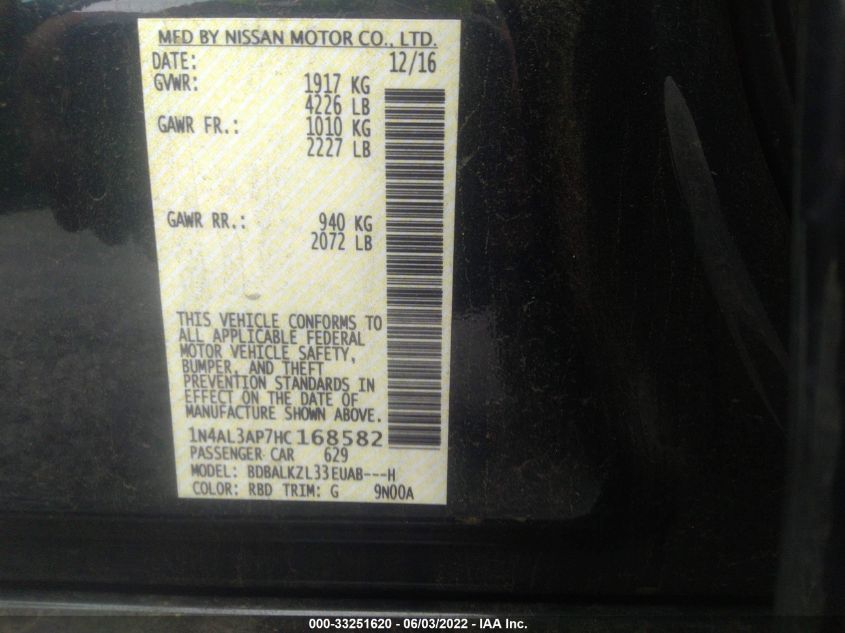 MFD BY NISSAN MOTOR CO., LTD.
DATE: 12/16
GVWR: 1917 KG
4226 LB
GAWR FR.: 1010 KG
2227 LB
GAWR RR.: 940 KG
2072 LB
THIS VEHICLE CONFORMS TO
ALL APPLICABLE FEDERAL
MOTOR VEHICLE SAFETY,
BUMPER, AND THEFT
PREVENTION STANDARDS IN
EFFECT ON THE DATE OF
MANUFACTURE SHOWN ABOVE.
1N4AL3AP7HC168582
PASSENGER CAR 629
MODEL: BDBALKZL33EUAB---H
COLOR: RBD TRIM: G 9N00A
000-33251620 - 06/03/2022 - IAA Inc.